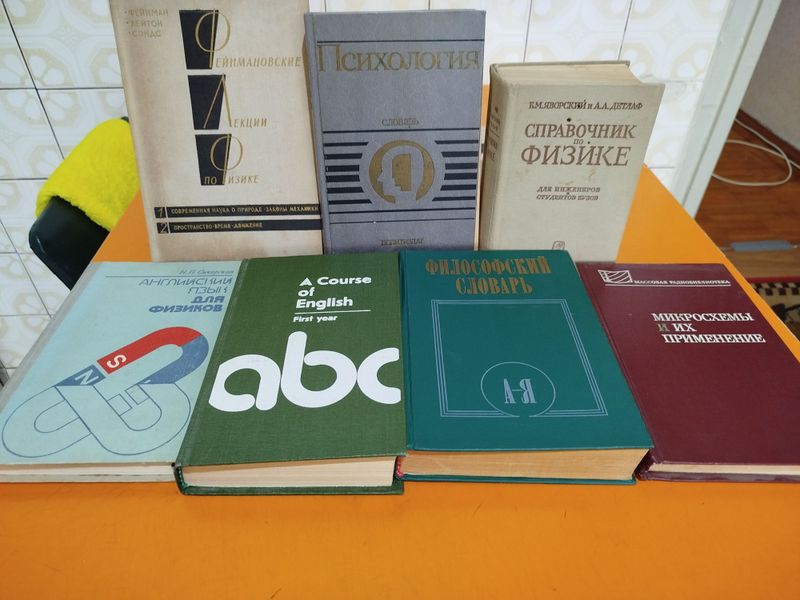 • ФЕЙНМАН
• ЛЕЙТОН
• СЭНДС
ФЕЙНМАНОВСКИЕ
ЛЕКЦИИ
ПО ФИЗИКЕ
1 СОВРЕМЕННАЯ НАУКА О ПРИРОДЕ • ЗАКОНЫ МЕХАНИКИ
2 ПРОСТРАНСТВО • ВРЕМЯ • ДВИЖЕНИЕ
ПСИХОЛОГИЯ
СЛОВАРЬ
ПОЛИТИЗДАТ
Б.М.ЯВОРСКИЙ и А.А.ДЕТЛАФ
СПРАВОЧНИК
ПО
ФИЗИКЕ
ДЛЯ ИНЖЕНЕРОВ
И
СТУДЕНТОВ ВУЗОВ
АНГЛИЙСКИЙ
ЯЗЫК
ДЛЯ
ФИЗИКОВ
S
N
A Course
of
English
First year
abc
ФИЛОСОФСКИЙ
СЛОВАРЬ
А-Я
МАССОВАЯ РАДИОБИБЛИОТЕКА
МИКРОСХЕМЫ
И ИХ
ПРИМЕНЕНИЕ